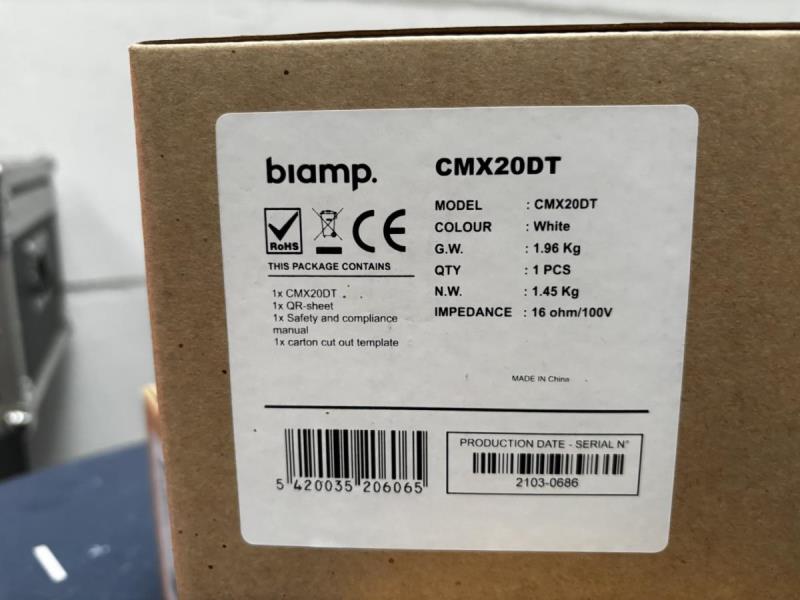 biamp.
CMX20DT
RoHS
CE
MODEL : CMX20DT
COLOUR : White
G.W. : 1.96 Kg
QTY : 1 PCS
N.W. : 1.45 Kg
IMPEDANCE : 16 ohm/100V
THIS PACKAGE CONTAINS
1x CMX20DT
1x QR-sheet
1x Safety and compliance
manual
1x carton cut out template
MADE IN China
5 420035 206065
PRODUCTION DATE - SERIAL N°
2103-0686